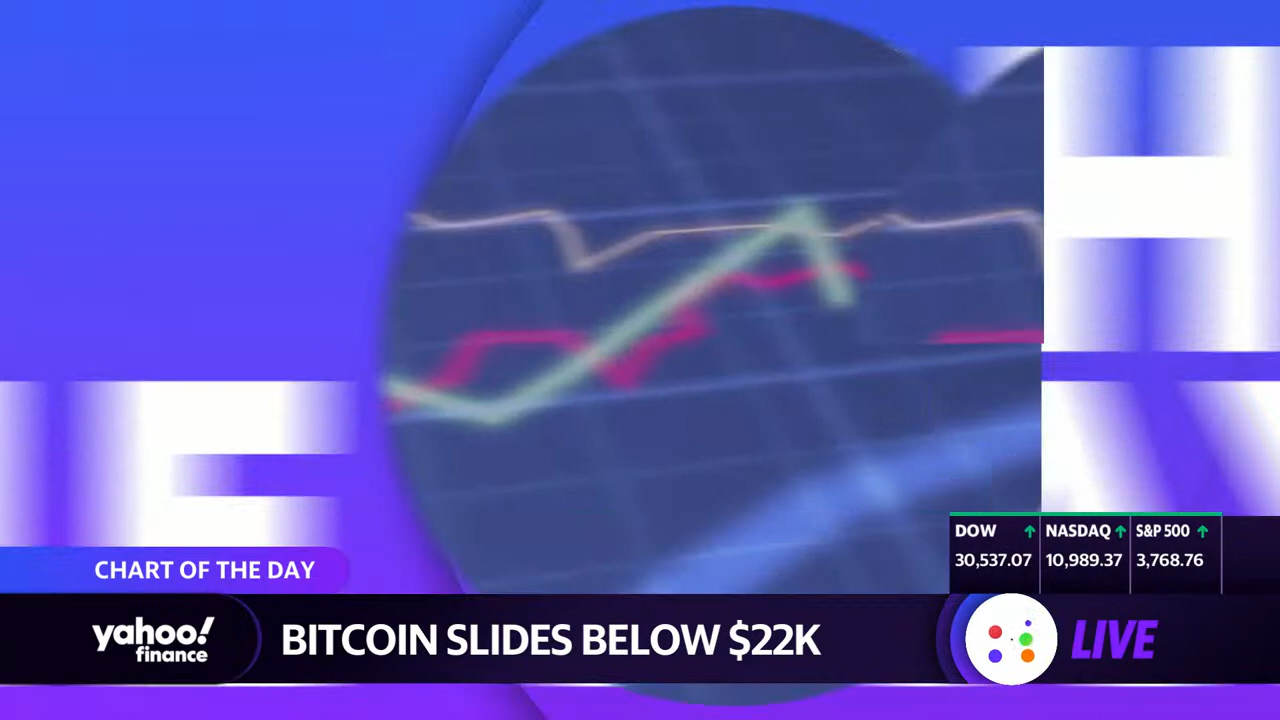 CHART OF THE DAY
yahoo!
finance
BITCOIN SLIDES BELOW $22K
DOW
30,537.07
NASDAQ
10,989.37
S&P 500
3,768.76
LIVE